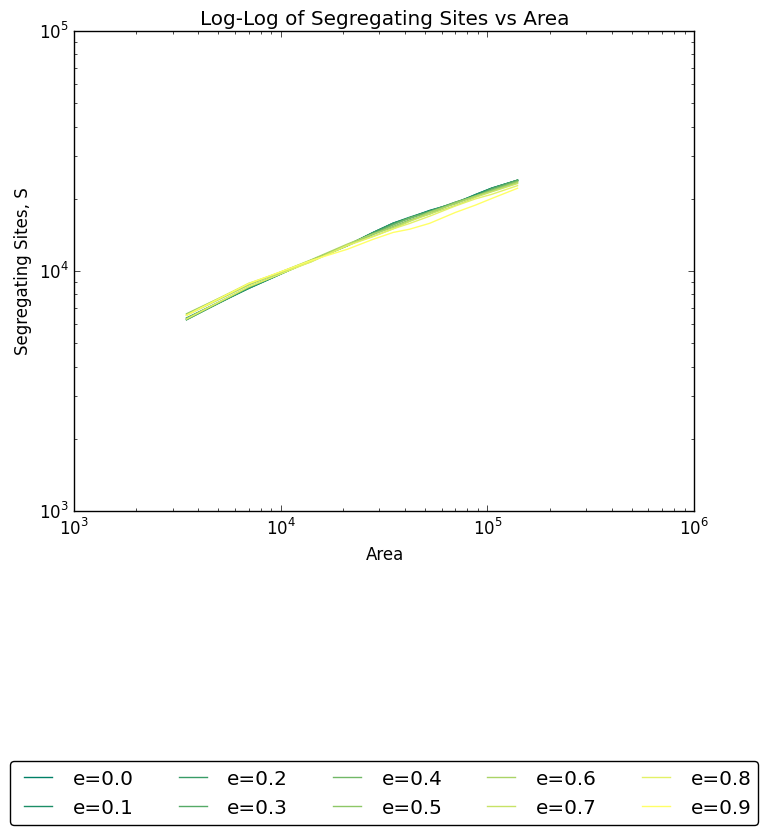 Log-Log of Segregating Sites vs Area
10^5
10^4
10^3
Segregating Sites, S
10^3 10^4 10^5 10^6
Area
e=0.0 e=0.2 e=0.4 e=0.6 e=0.8
e=0.1 e=0.3 e=0.5 e=0.7 e=0.9